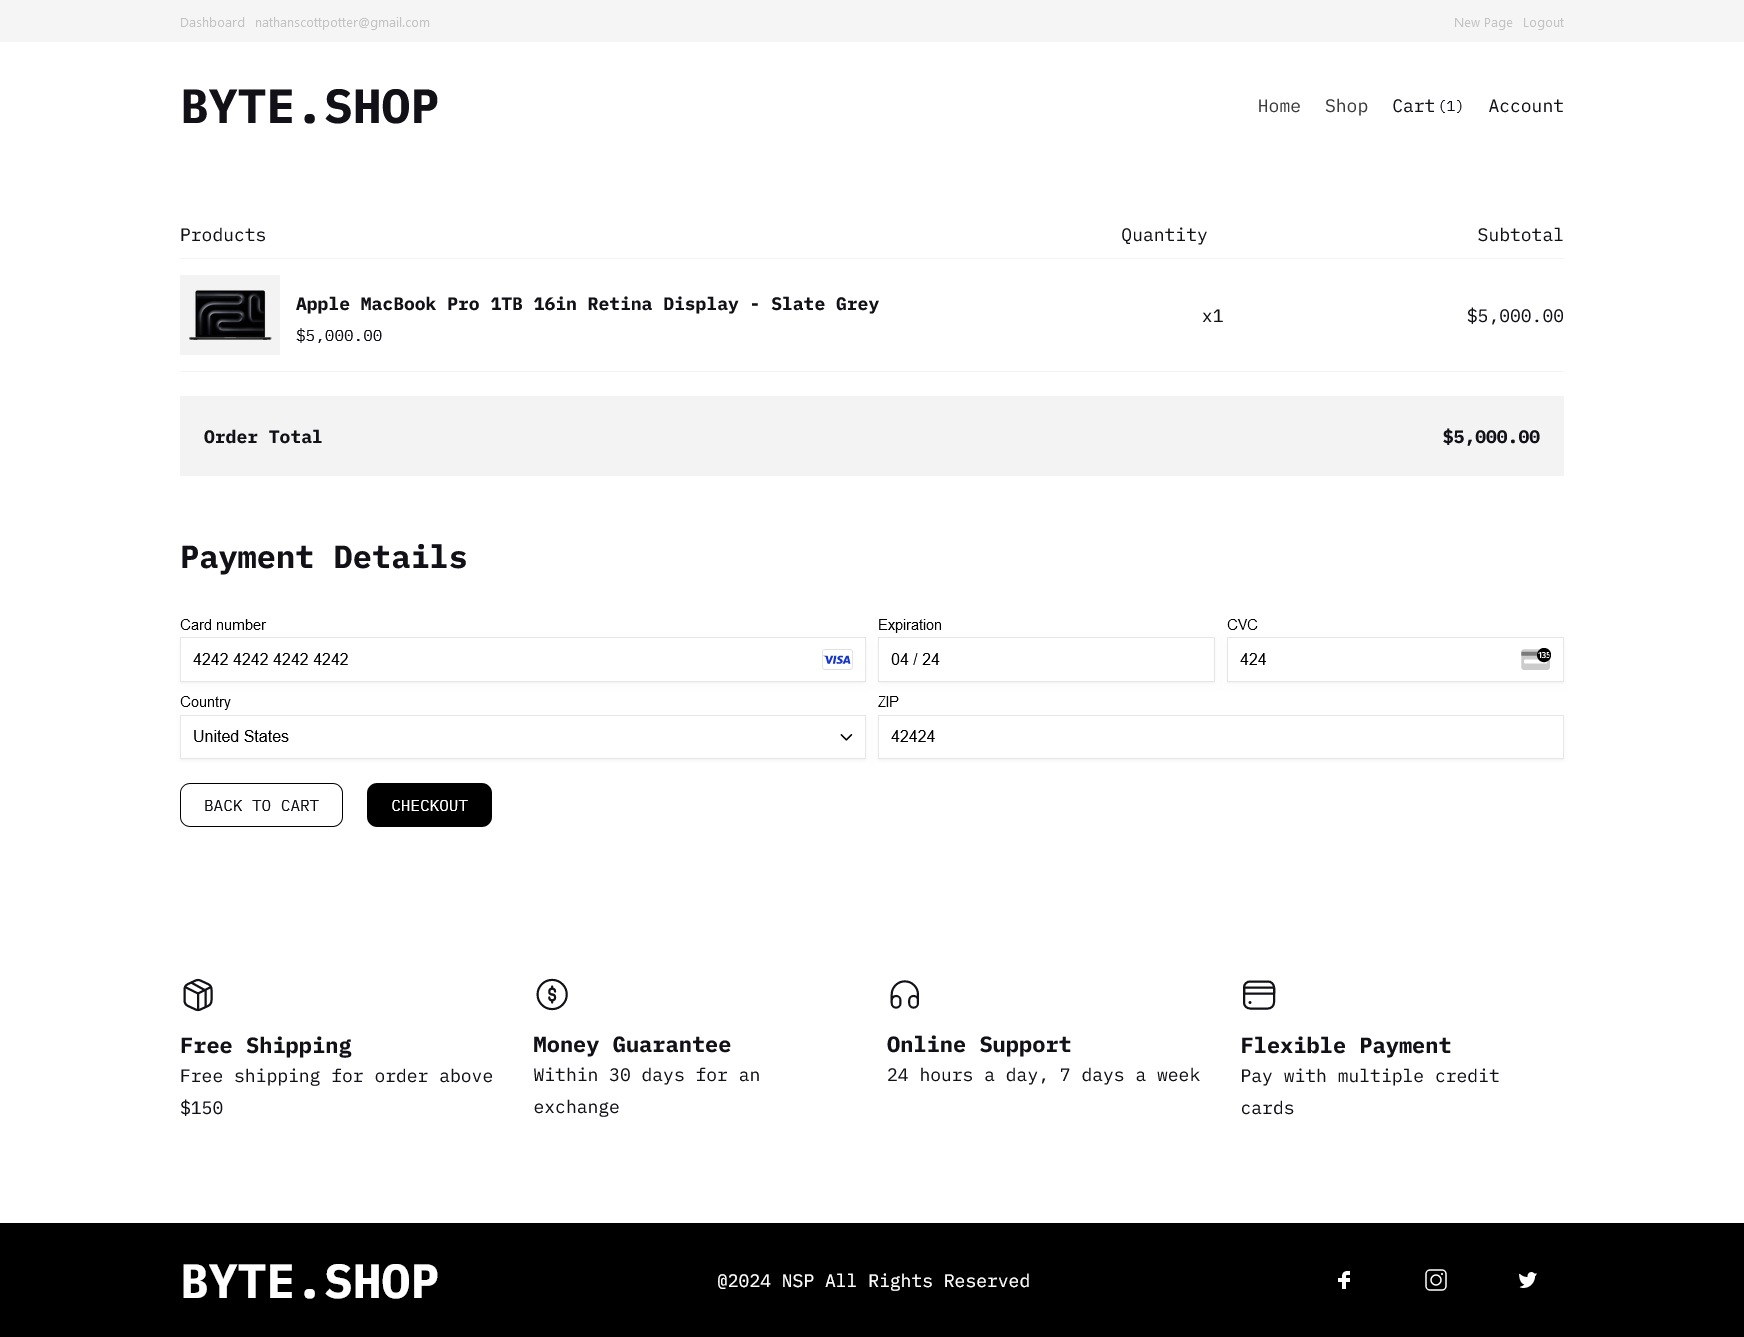 Dashboard nathanscottpotter@gmail.com New Page Logout
BYTE.SHOP
Home Shop Cart (1) Account
Products Quantity Subtotal
Apple MacBook Pro 1TB 16in Retina Display - Slate Grey
$5,000.00
x1 $5,000.00
Order Total $5,000.00
Payment Details
Card number Expiration CVC
4242 4242 4242 4242 VISA 04 / 24 424 135
Country ZIP
United States 42424
BACK TO CART CHECKOUT
Free Shipping
Free shipping for order above
$150
Money Guarantee
Within 30 days for an
exchange
Online Support
24 hours a day, 7 days a week
Flexible Payment
Pay with multiple credit
cards
BYTE.SHOP @2024 NSP All Rights Reserved